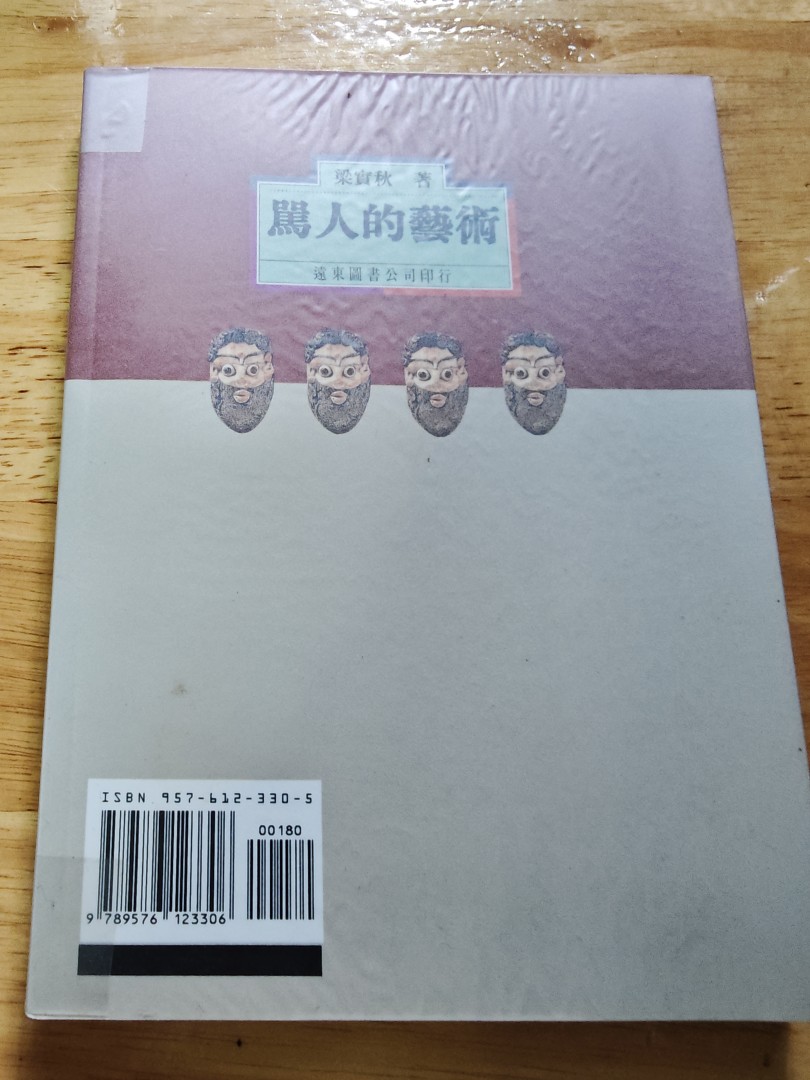 梁實秋 著
罵人的藝術
遠東圖書公司印行
ISBN 957-612-330-5
00180
9 789576 123306